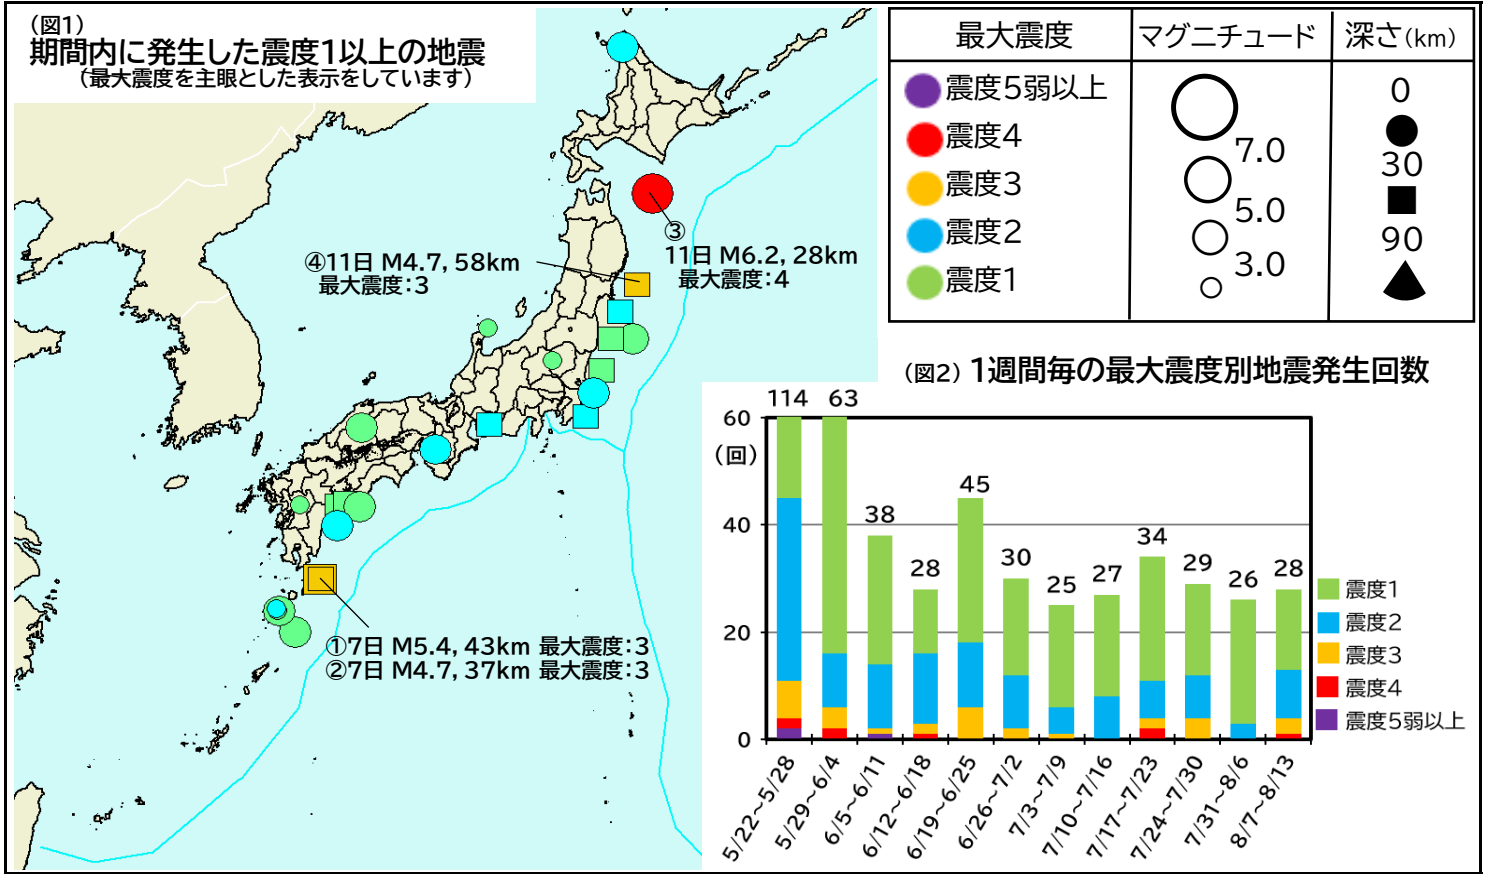 (図1)
期間内に発生した震度1以上の地震
(最大震度を主眼とした表示をしています)
③
11日 M6.2, 28km
最大震度:4
④11日 M4.7, 58km
最大震度:3
①7日 M5.4, 43km 最大震度:3
②7日 M4.7, 37km 最大震度:3
最大震度 マグニチュード 深さ(km)
震度5弱以上
震度4
震度3
震度2
震度1
7.0
5.0
3.0
0
30
90
(図2) 1週間毎の最大震度別地震発生回数
(回)
60
40
20
0
114 63 38 28 45 30 25 27 34 29 26 28
5/22~5/28
5/29~6/4
6/5~6/11
6/12~6/18
6/19~6/25
6/26~7/2
7/3~7/9
7/10~7/16
7/17~7/23
7/24~7/30
7/31~8/6
8/7~8/13
震度1
震度2
震度3
震度4
震度5弱以上